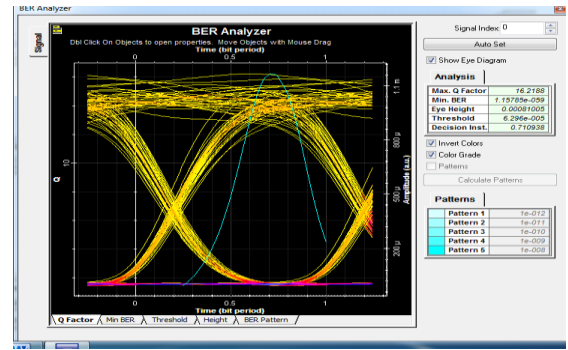 BER Analyzer
Signal
BER Analyzer
Dbl Click On Objects to open properties. Move Objects with Mouse Drag
Time (bit period)
0 0.5 1
Q
10
Amplitude (a.u.)
1.1 m
800 µ
500 µ
200 µ
0 0.5 1
Time (bit period)
Q Factor Min BER Threshold Height BER Pattern
Signal Index: 0
Auto Set
Show Eye Diagram
Analysis
Max. Q Factor 16.2188
Min. BER 1.15785e-059
Eye Height 0.00081005
Threshold 6.296e-005
Decision Inst. 0.710938
Invert Colors
Color Grade
Patterns
Calculate Patterns
Patterns
Pattern 1 1e-012
Pattern 2 1e-011
Pattern 3 1e-010
Pattern 4 1e-009
Pattern 5 1e-008